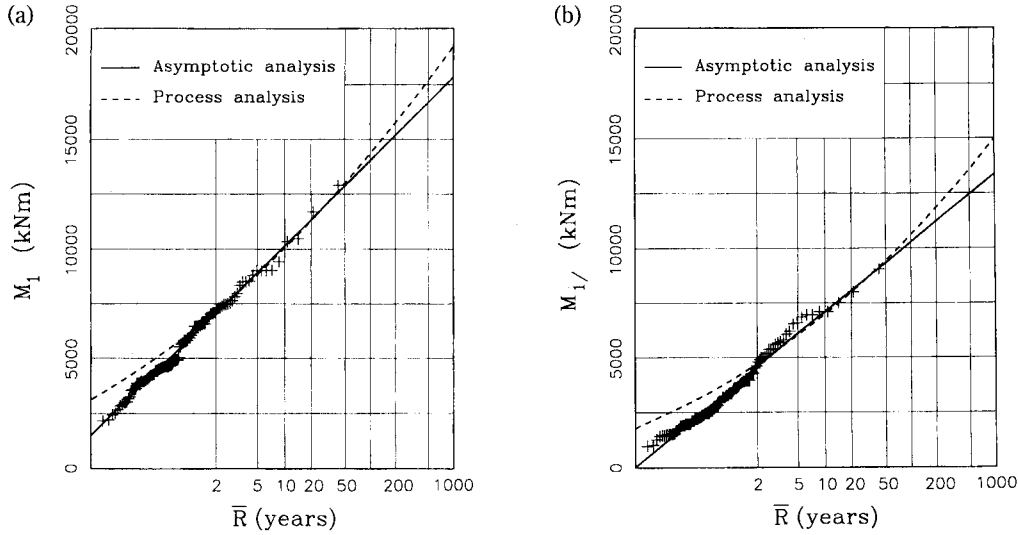 (a)
20000
15000
10000
5000
0
M₁ (kNm)
Asymptotic analysis
Process analysis
2 5 10 20 50 100 200 1000
R̅ (years)
(b)
20000
15000
10000
5000
0
M₁/ (kNm)
Asymptotic analysis
Process analysis
2 5 10 20 50 100 200 1000
R̅ (years)